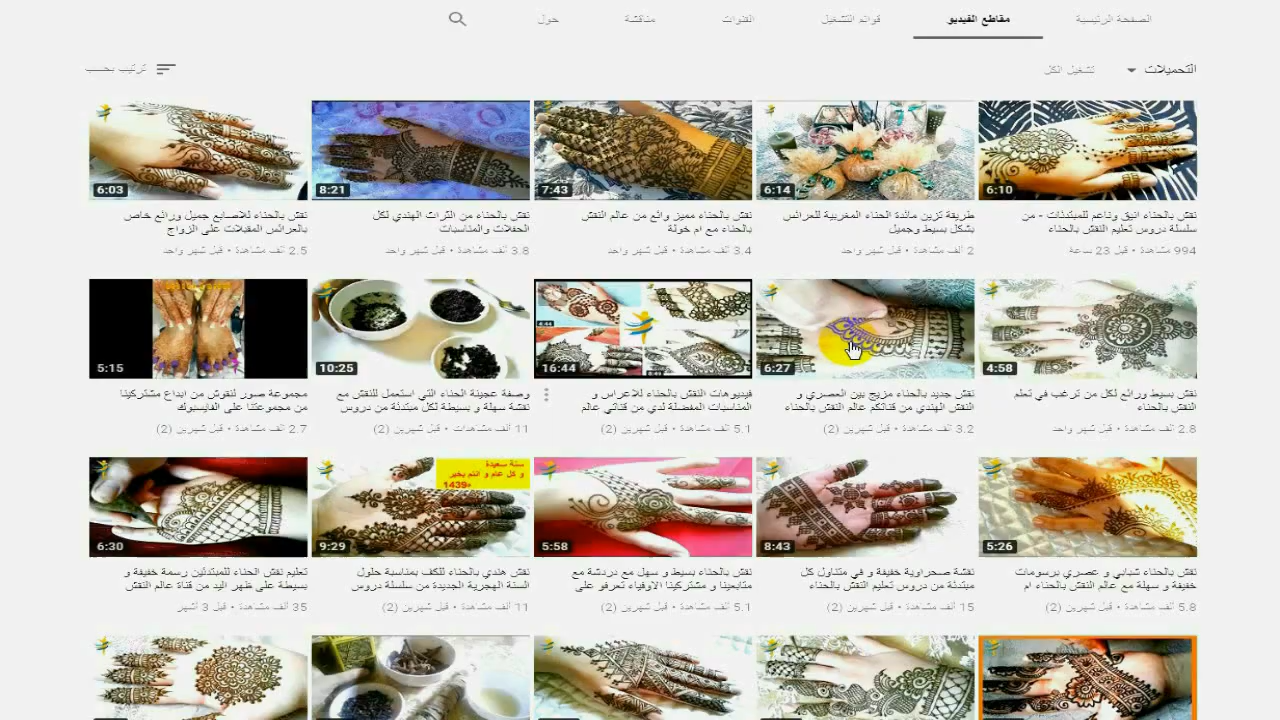 الصفحة الرئيسية
مقاطع الفيديو
قوائم التشغيل
القنوات
مناقشة
حول
التحميلات
تشغيل الكل
ترتيب بحسب
6:10
6:14
7:43
8:21
6:03
نقش بالحناء انيق وناعم للمبتدئات - من
سلسلة دروس تعليم النقش بالحناء
994 مشاهدة • قبل 23 ساعة
طريقة تزين مائدة الحناء المغربية للعرائس
بشكل بسيط وجميل
2 ألف مشاهدة • قبل شهر واحد
نقش بالحناء مميز رائع من عالم النقش
بالحناء مع ام خولة
3.4 ألف مشاهدة • قبل شهر واحد
نقش بالحناء من الثراث الهندي لكل
الحفلات والمناسبات
3.8 ألف مشاهدة • قبل شهر واحد
نقش بالحناء للاصابع جميل ورائع خاص
بالعرائس المقبلات على الزواج
2.5 ألف مشاهدة • قبل شهر واحد
4:58
6:27
4:44
16:44
10:25
5:15
نقش بسيط ورائع لكل من ترغب في تعلم
النقش بالحناء
2.8 ألف مشاهدة • قبل شهر واحد
نقش جديد بالحناء مزيج بين العصري و
النقش الهندي من قناتكم عالم النقش بالحناء
3.2 ألف مشاهدة • قبل شهرين (2)
فيديوهات النقش بالحناء للاعراس و
المناسبات المفضلة لدي من قناتي عالم
5.1 ألف مشاهدة • قبل شهرين (2)
وصفة عجينة الحناء التي استعمل للنقش مع
نقشة سهلة و بسيطة لكل مبتدئة من دروس
11 ألف مشاهدات • قبل شهرين (2)
مجموعة صور لنقوش من ابداع مشتركينا
من مجموعتنا على الفايسبوك
2.7 ألف مشاهدة • قبل شهرين (2)
5:26
8:43
5:58
سنة سعيدة
و كل عام و انتم بخير
1439ه
9:29
6:30
نقش بالحناء شبابي و عصري برسومات
خفيفة و سهلة مع عالم النقش بالحناء ام
5.8 ألف مشاهدة • قبل شهرين (2)
نقشة صحراوية خفيفة و في متناول كل
مبتدئة من دروس تعليم النقش بالحناء
15 ألف مشاهدة • قبل شهرين (2)
نقش بالحناء بسيط و سهل مع دردشة مع
متابعينا و مشتركينا الاوفياء تعرفو على
5.1 ألف مشاهدة • قبل شهرين (2)
نقش هندي بالحناء للكف بمناسبة حلول
السنة الهجرية الجديدة من سلسلة دروس
11 ألف مشاهدة • قبل شهرين (2)
تعليم نقش الحناء للمبتدئين رسمة خفيفة و
بسيطة على ظهر اليد من قناة عالم النقش
35 ألف مشاهدة • قبل 3 أشهر